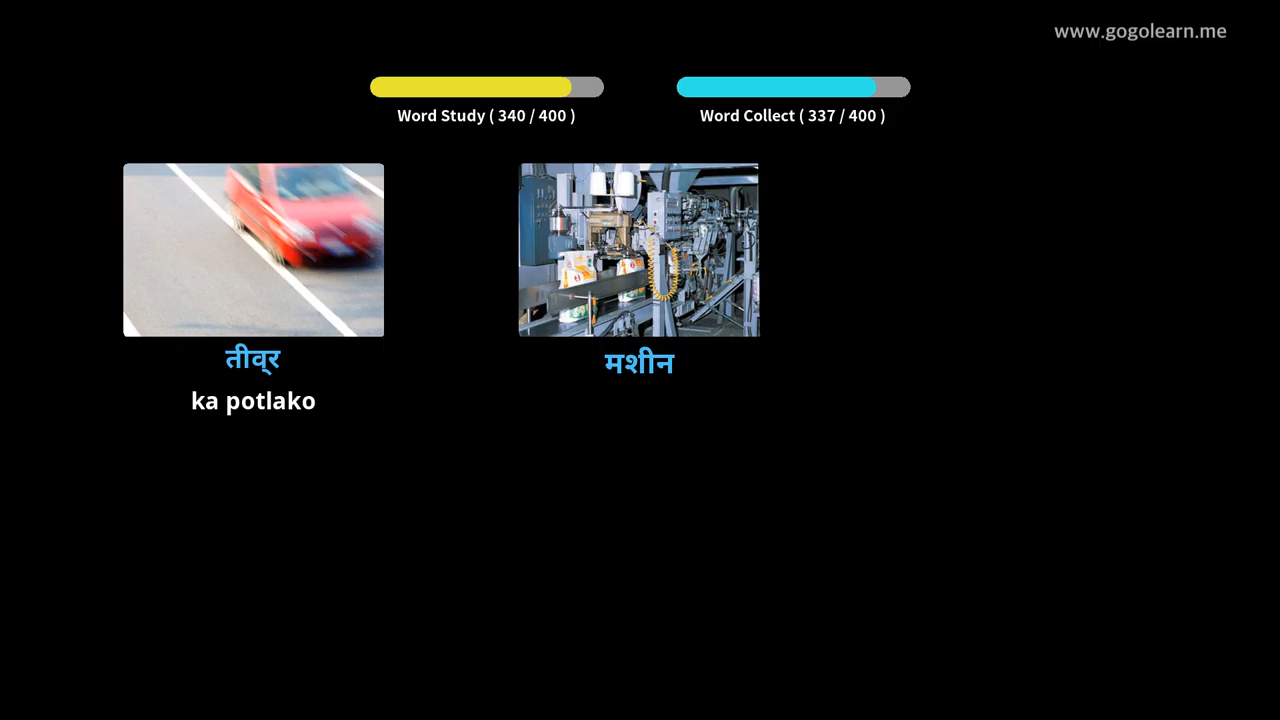 www.gogolearn.me
Word Study ( 340 / 400 )
Word Collect ( 337 / 400 )
तीव्र
मशीन
ka potlako